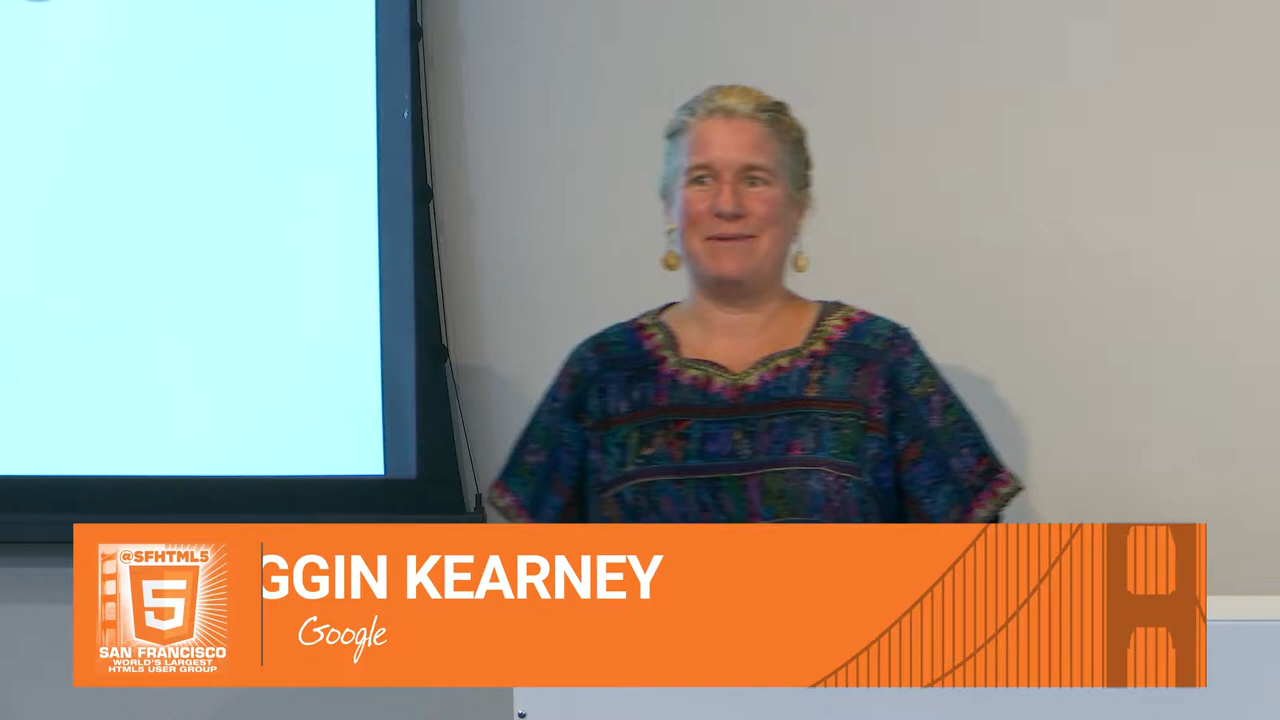 @SFHTML5
5
SAN FRANCISCO
WORLD'S LARGEST
HTML5 USER GROUP
GGIN KEARNEY
Google